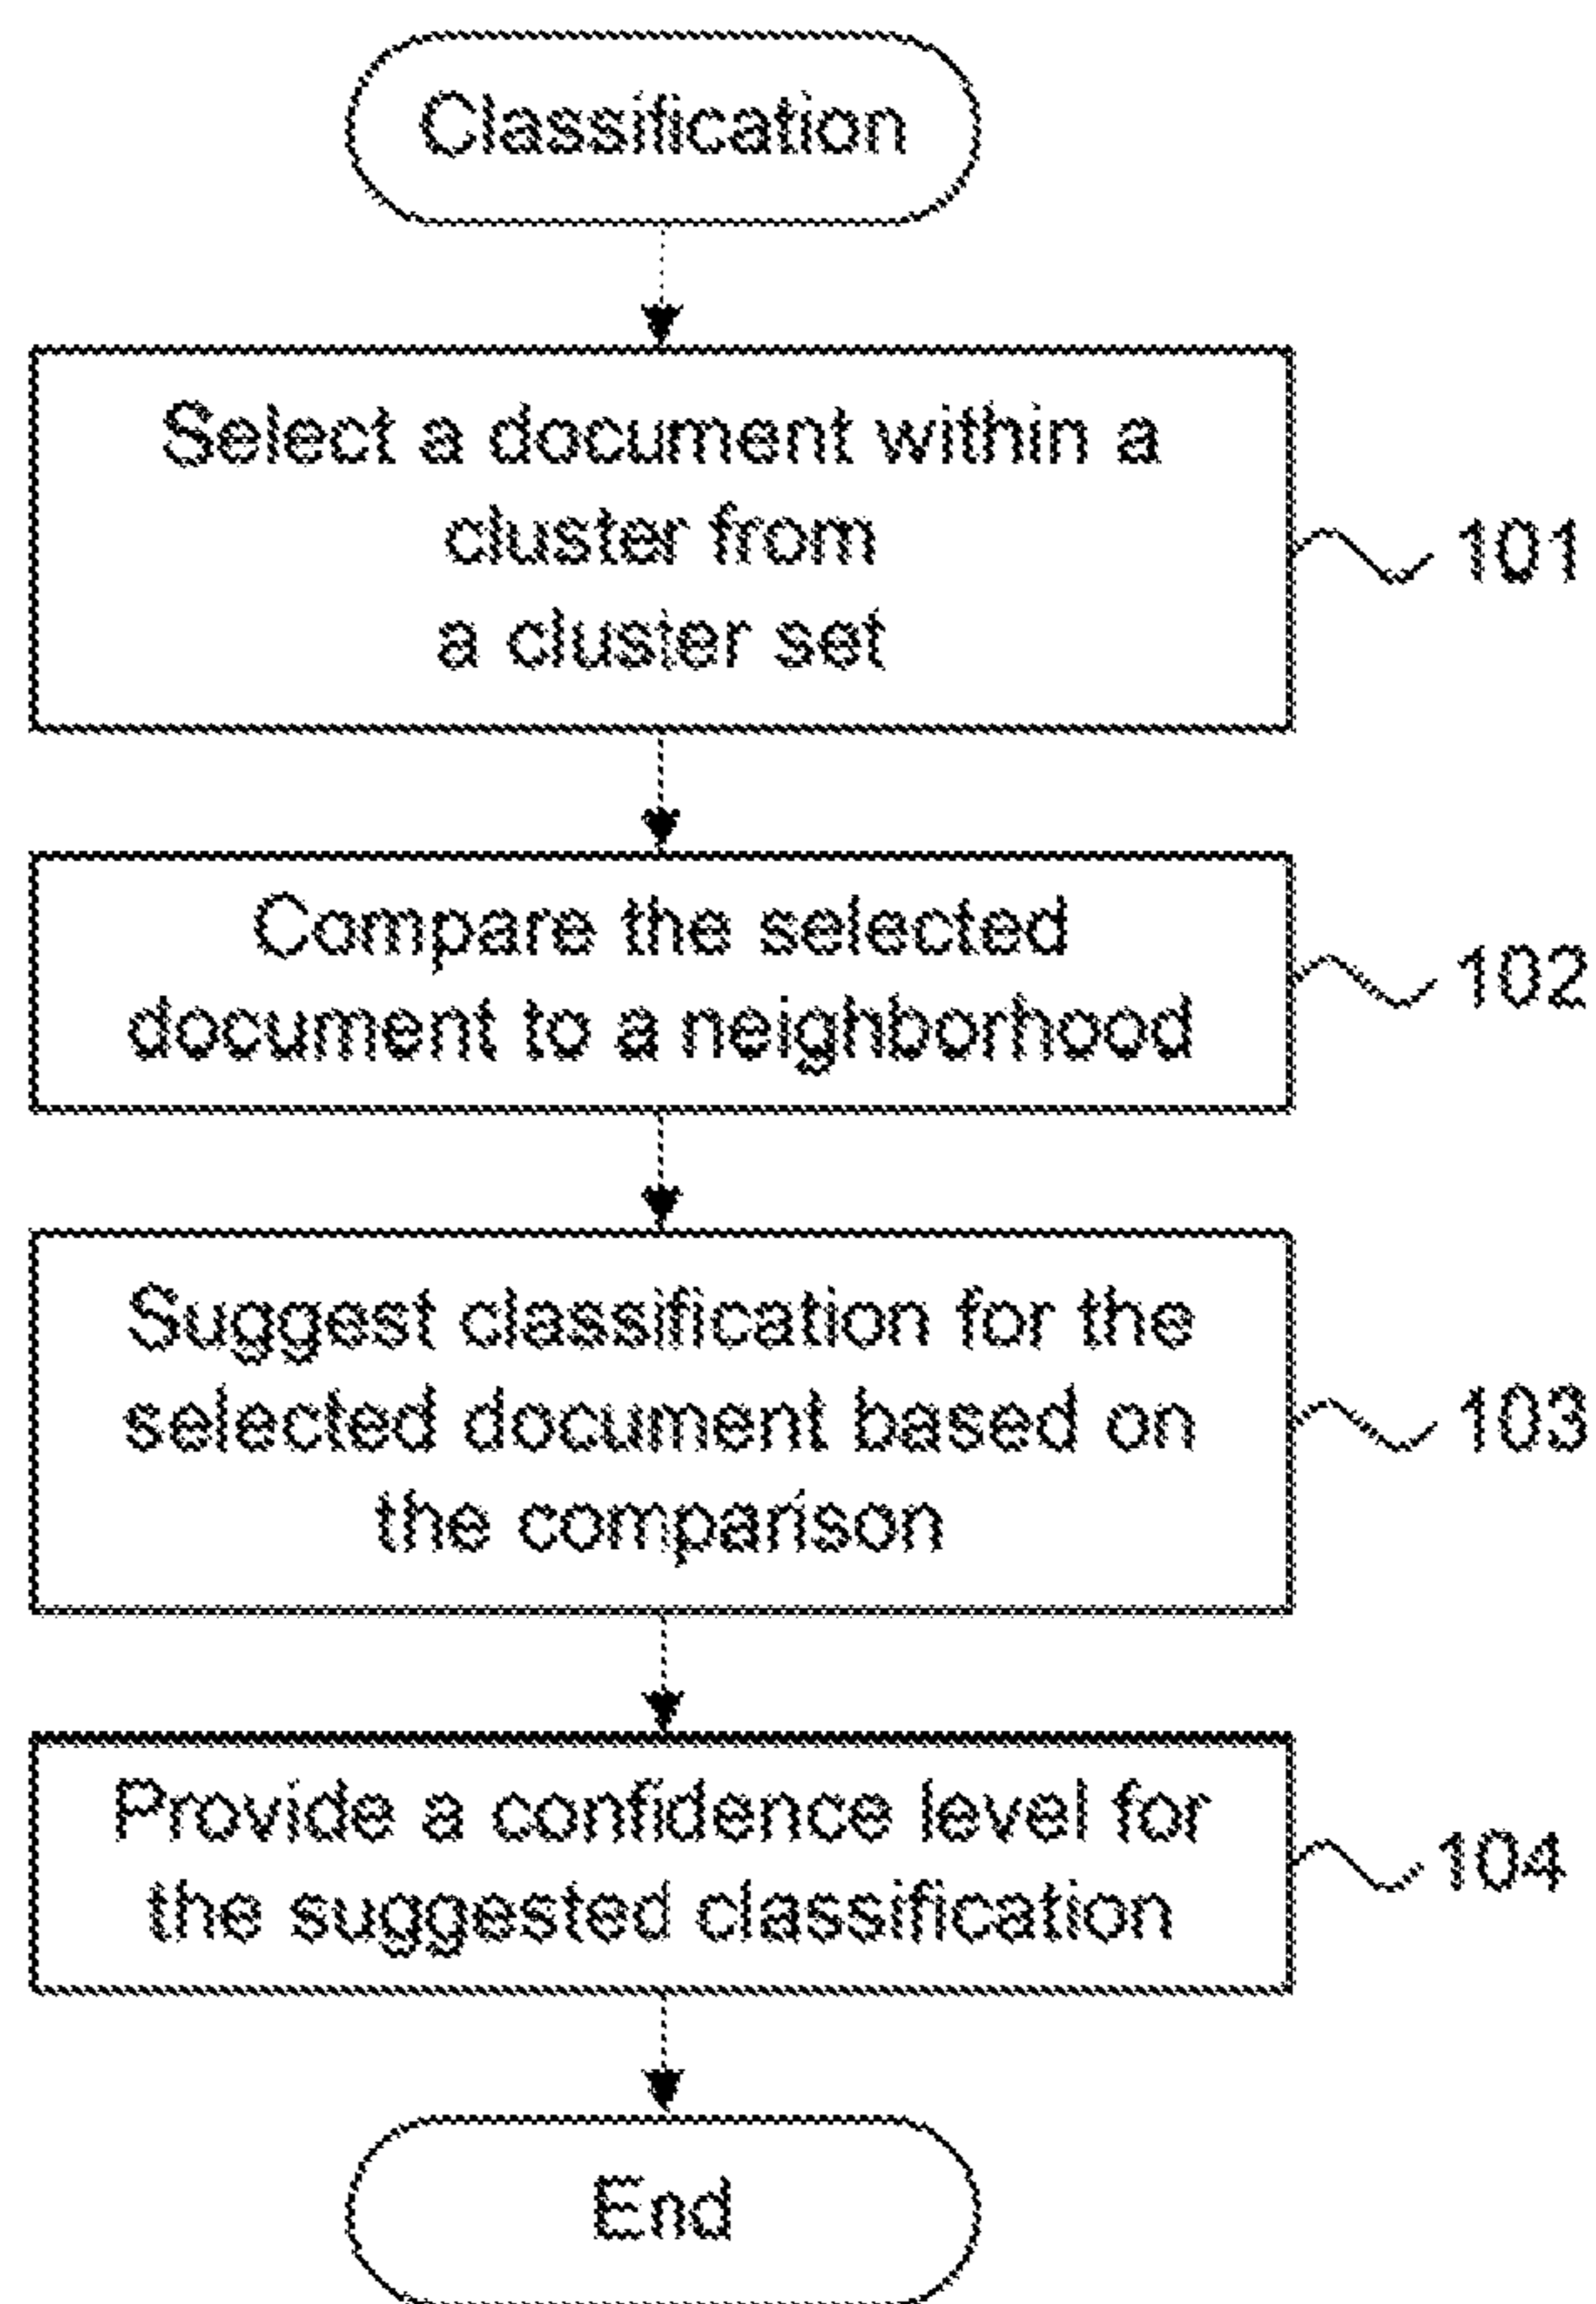 Classification
Select a document within a
cluster from
a cluster set
101
Compare the selected
document to a neighborhood
102
Suggest classification for the
selected document based on
the comparison
103
Provide a confidence level for
the suggested classification
104
End